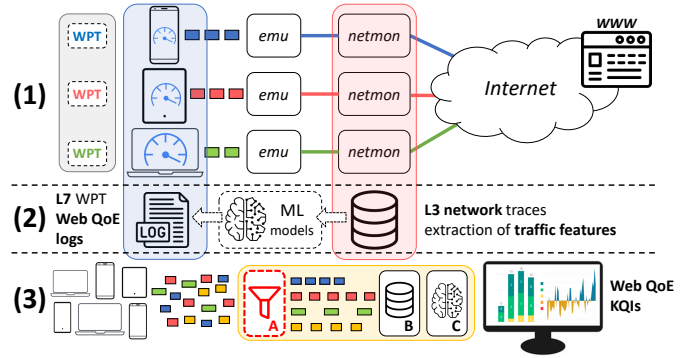 www
WPT
emu
netmon
(1)
WPT
emu
netmon
Internet
WPT
emu
netmon
(2)
L7 WPT
Web QoE
logs
LOG
ML
models
L3 network traces
extraction of traffic features
(3)
A
B
C
Web QoE
KQIs